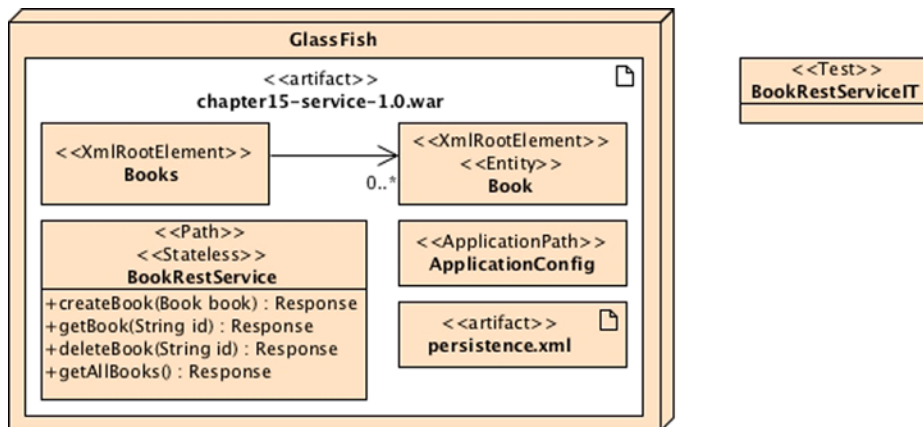 GlassFish
<<artifact>>
chapter15-service-1.0.war
<<XmlRootElement>>
Books
0..*
<<XmlRootElement>>
<<Entity>>
Book
<<Path>>
<<Stateless>>
BookRestService
+createBook(Book book) : Response
+getBook(String id) : Response
+deleteBook(String id) : Response
+getAllBooks() : Response
<<ApplicationPath>>
ApplicationConfig
<<artifact>>
persistence.xml
<<Test>>
BookRestServiceIT